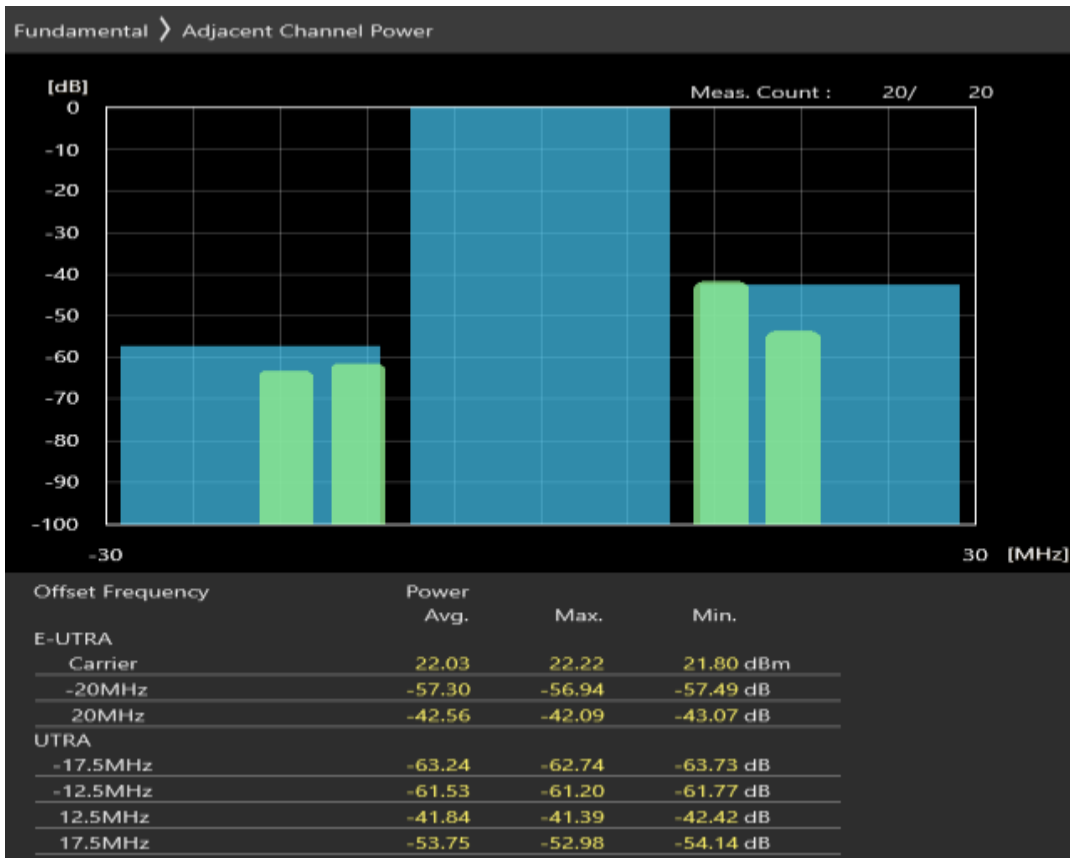 Fundamental ❯ Adjacent Channel Power
[dB]
Meas. Count : 20/ 20
0
-10
-20
-30
-40
-50
-60
-70
-80
-90
-100
-30 30 [MHz]
Offset Frequency Power
Avg. Max. Min.
E-UTRA
Carrier 22.03 22.22 21.80 dBm
-20MHz -57.30 -56.94 -57.49 dB
20MHz -42.56 -42.09 -43.07 dB
UTRA
-17.5MHz -63.24 -62.74 -63.73 dB
-12.5MHz -61.53 -61.20 -61.77 dB
12.5MHz -41.84 -41.39 -42.42 dB
17.5MHz -53.75 -52.98 -54.14 dB